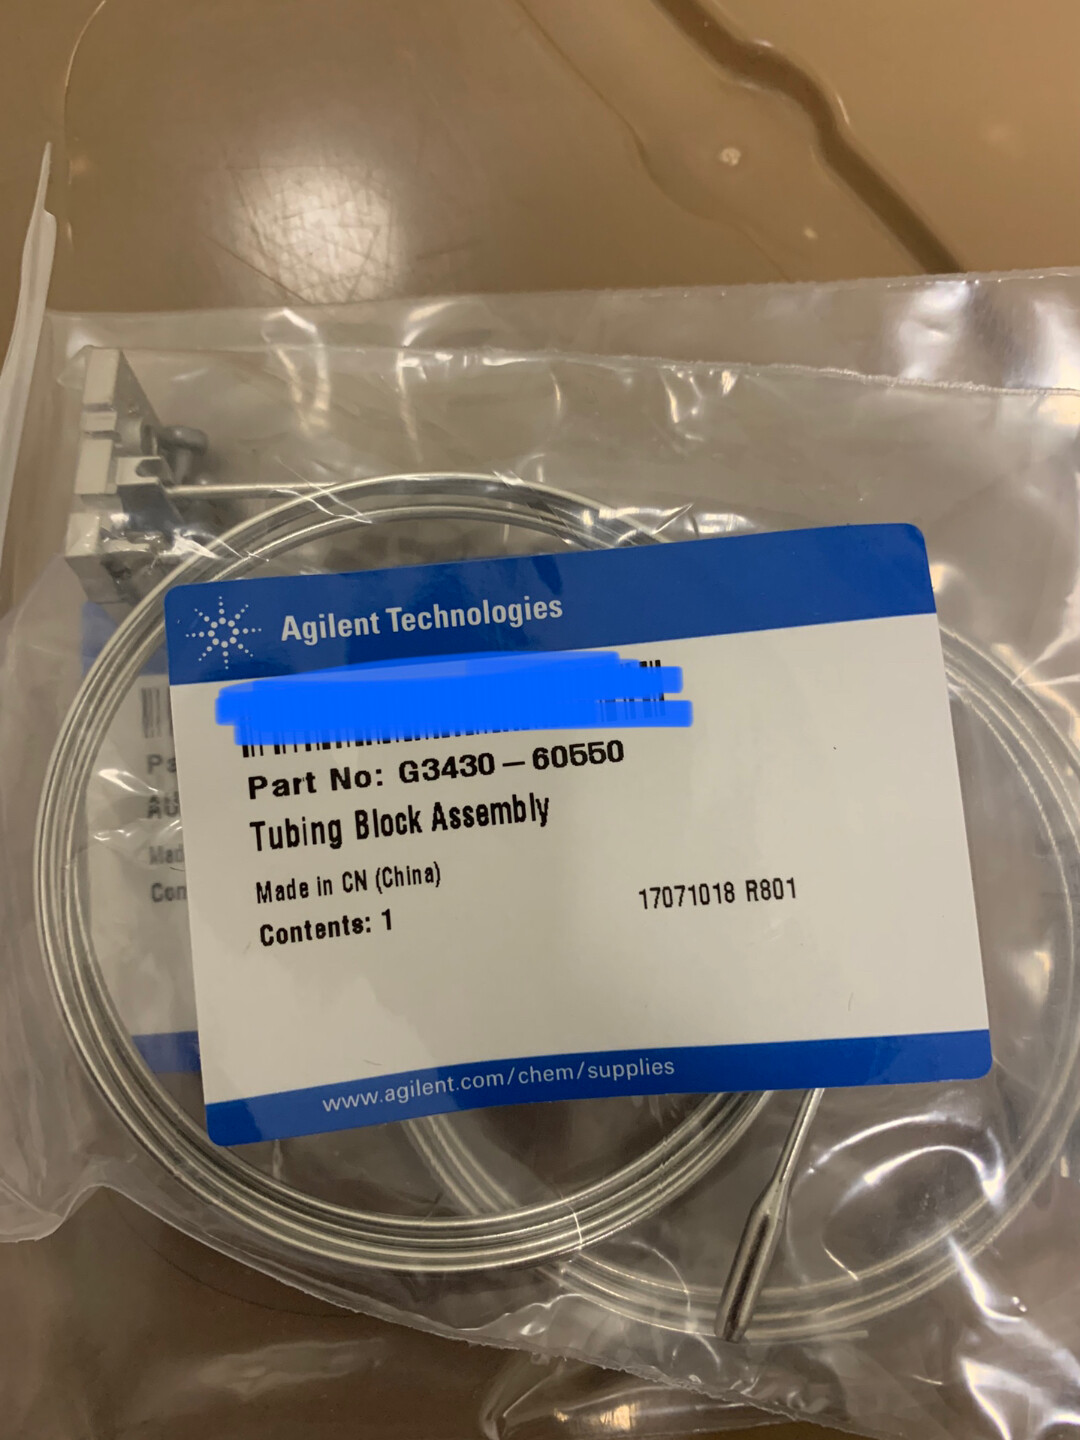 Agilent Technologies
Part No: G3430-60550
Tubing Block Assembly
Made in CN (China)
17071018 R801
Contents: 1
www.agilent.com/chem/supplies